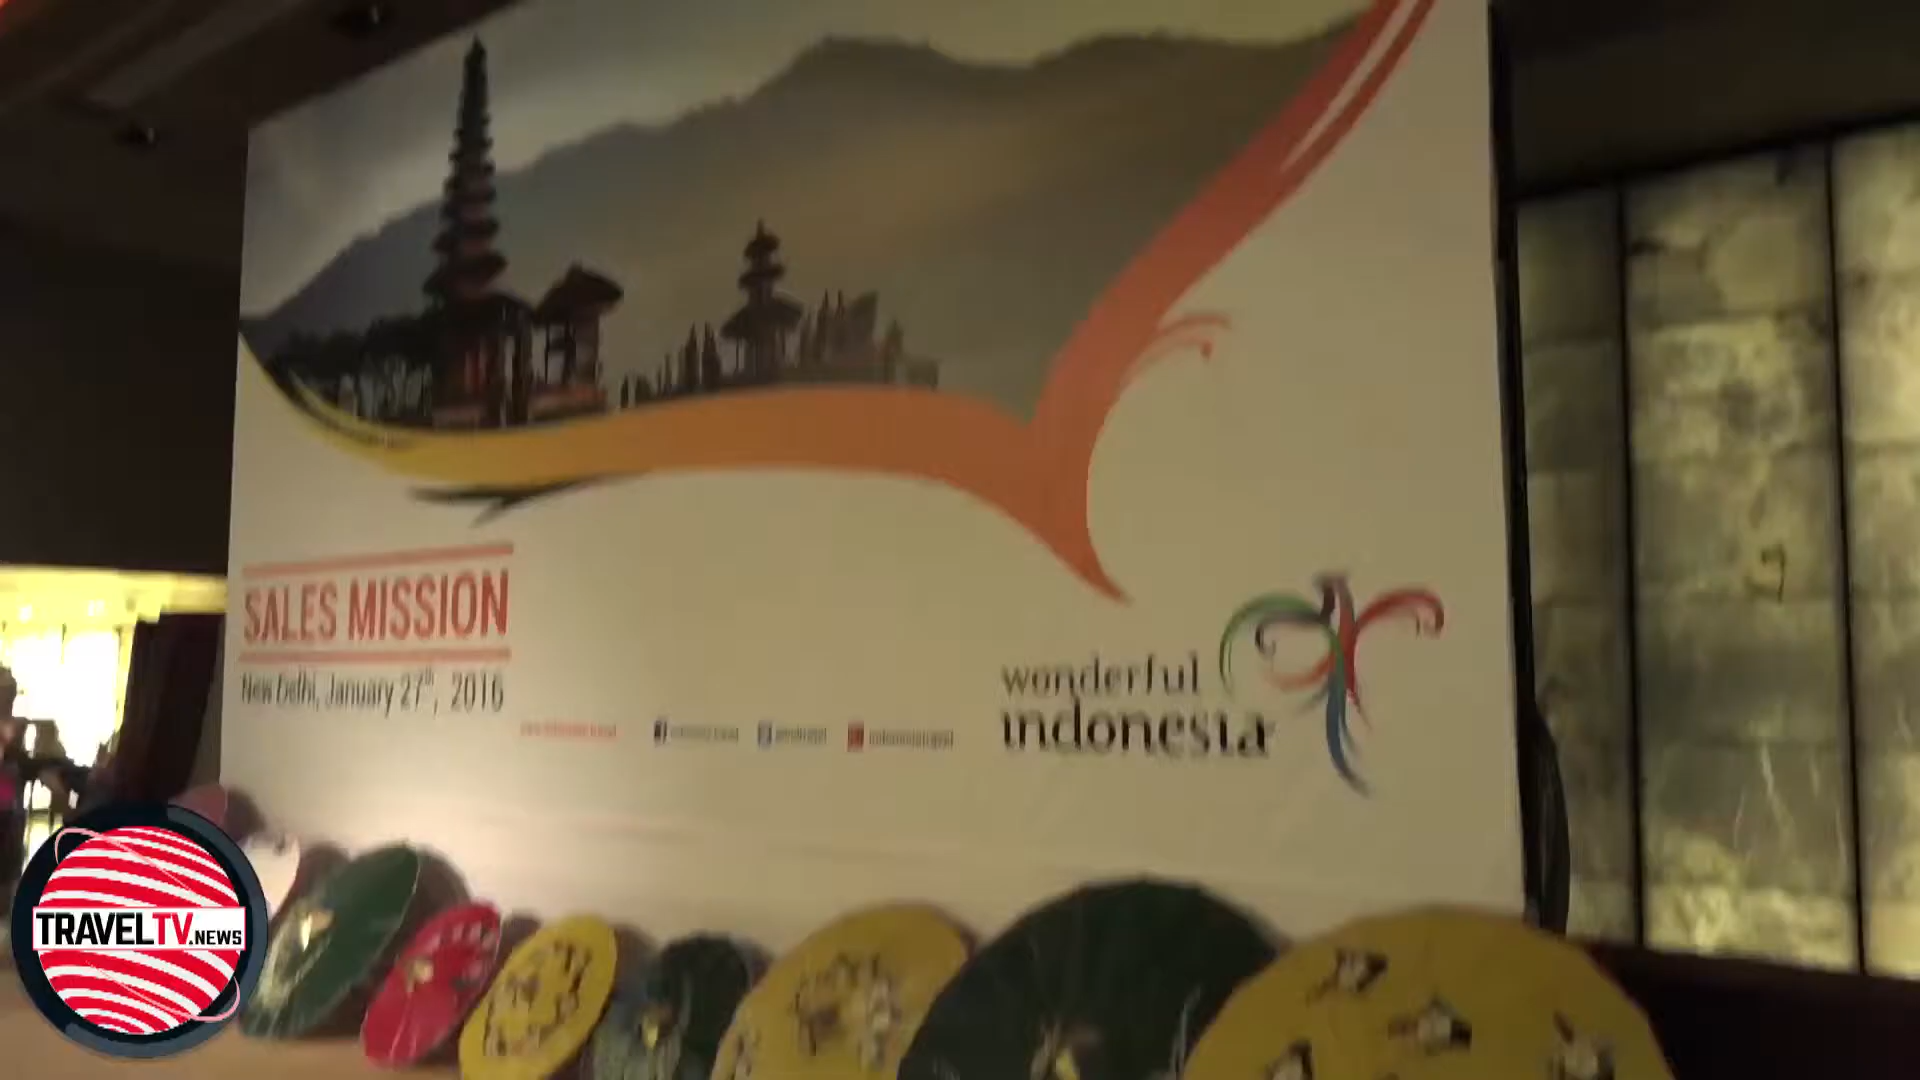 SALES MISSION
New Delhi, January 27th, 2016
wonderful
indonesia
TRAVELTV.NEWS